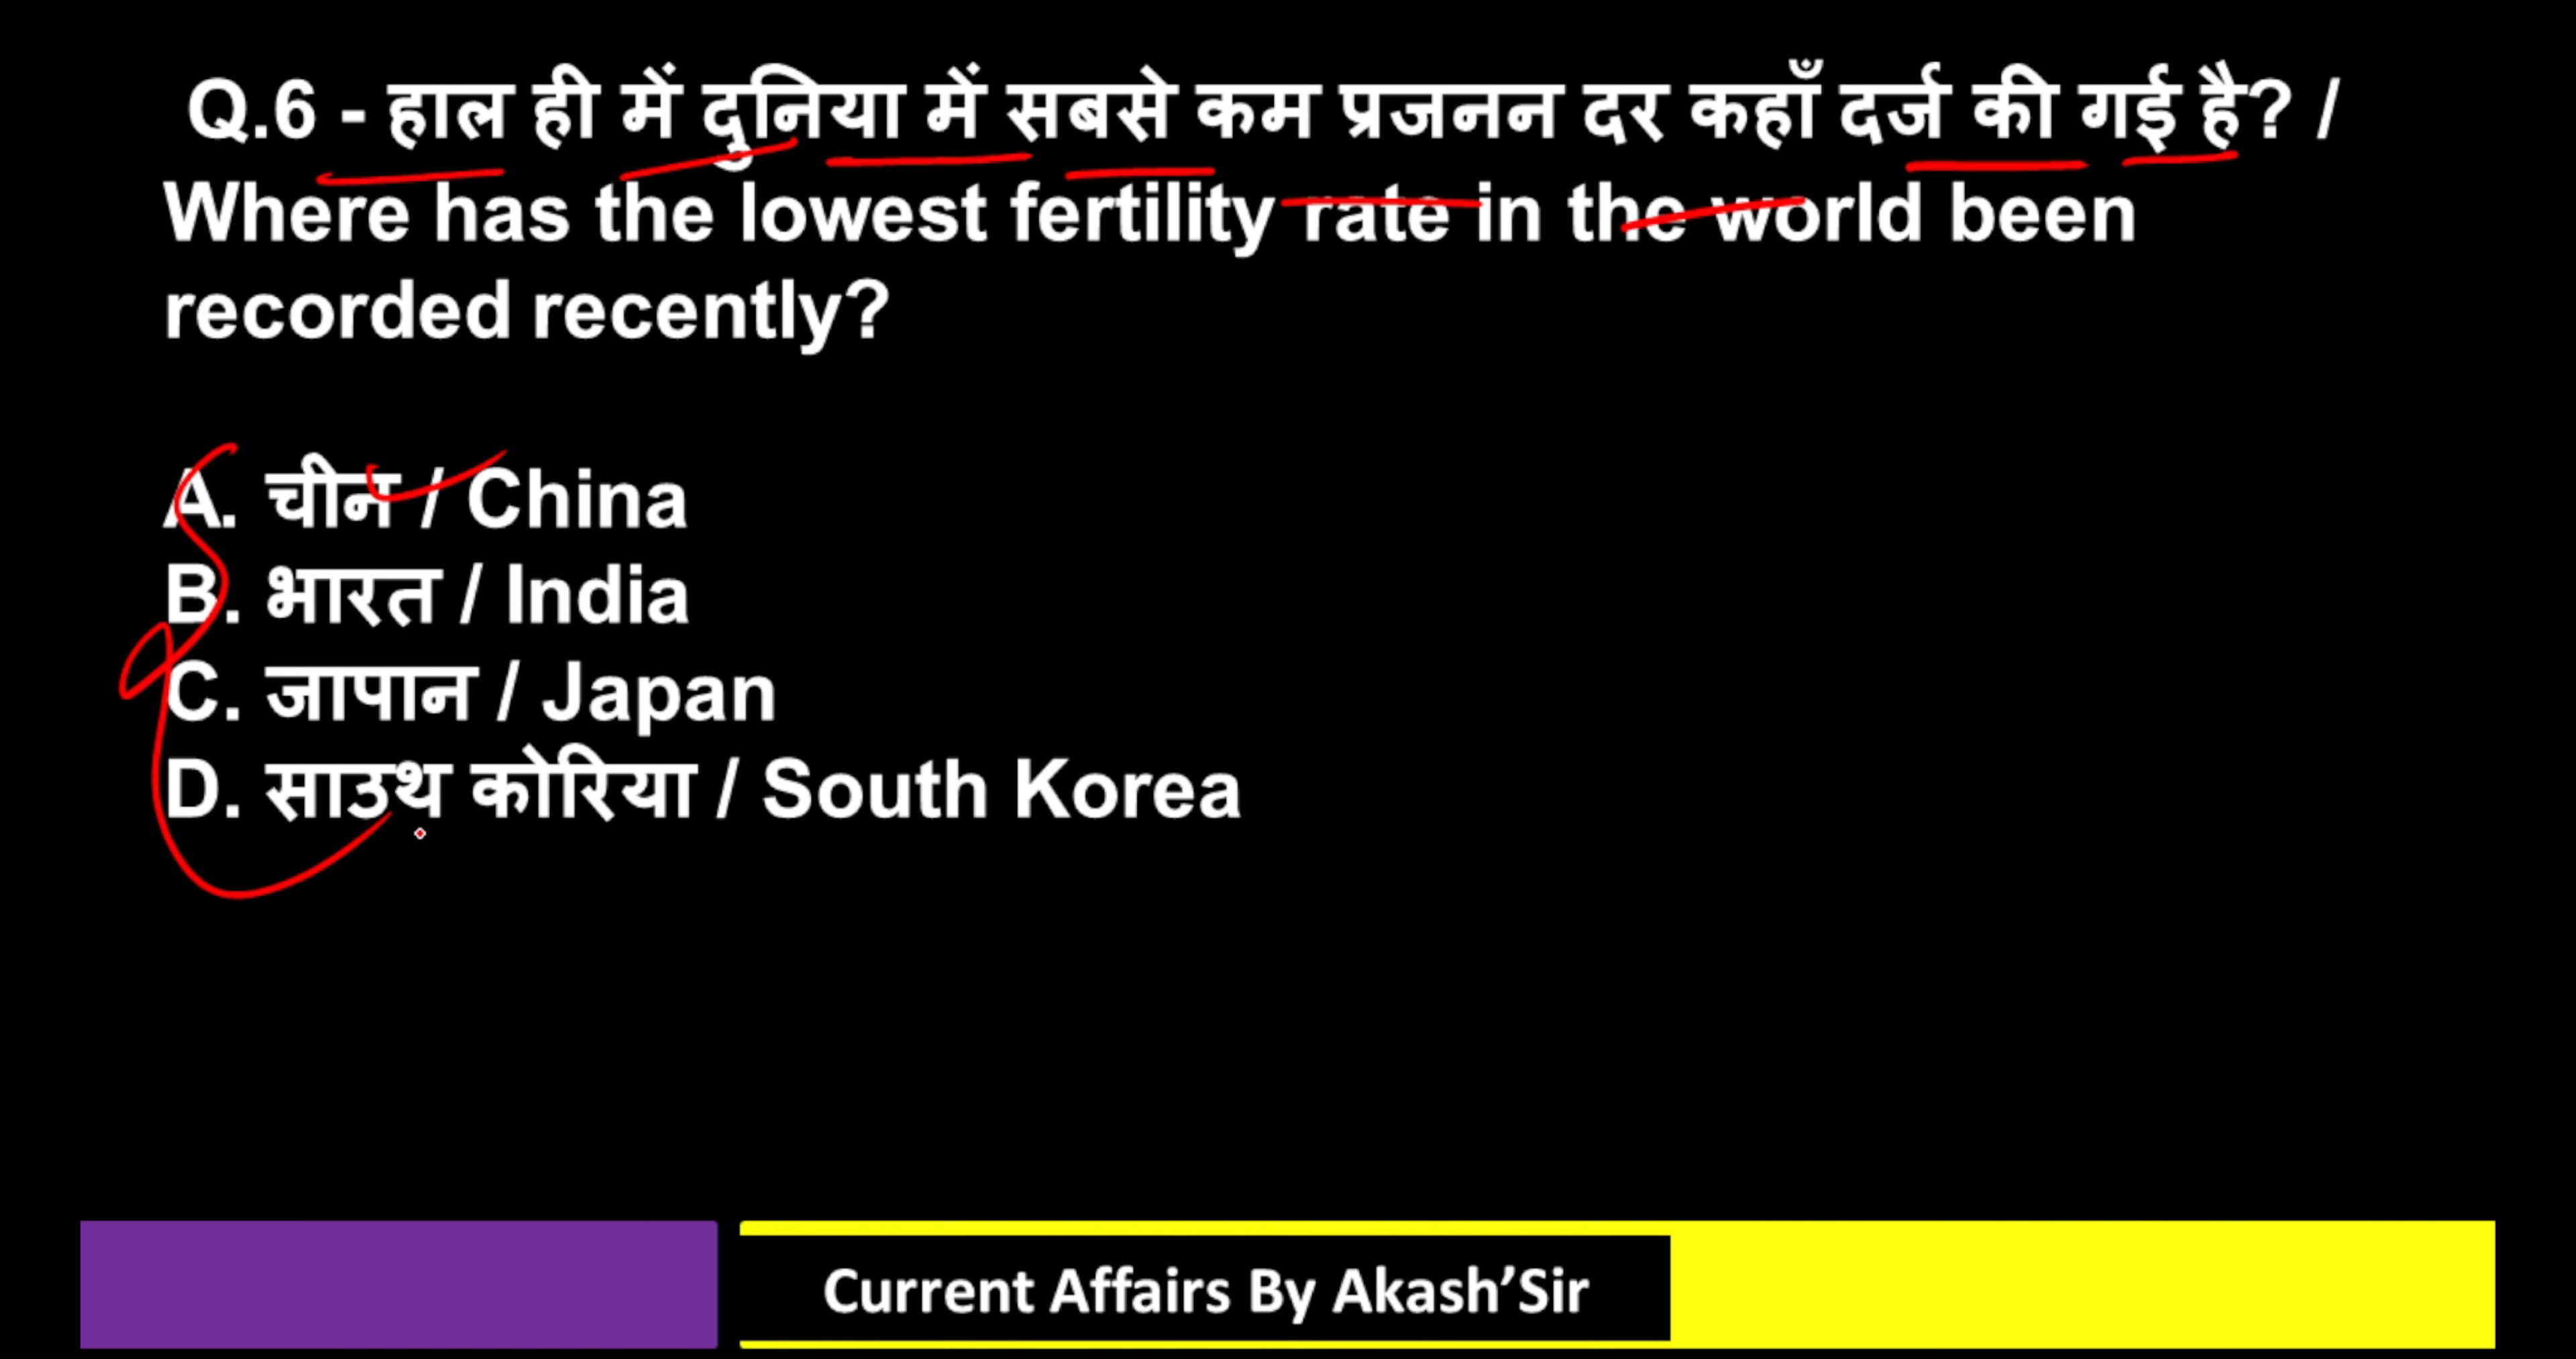 Q.6 - हाल ही में दुनिया में सबसे कम प्रजनन दर कहाँ दर्ज की गई है? /
Where has the lowest fertility rate in the world been
recorded recently?
A. चीन / China
B. भारत / India
C. जापान / Japan
D. साउथ कोरिया / South Korea
Current Affairs By Akash’Sir